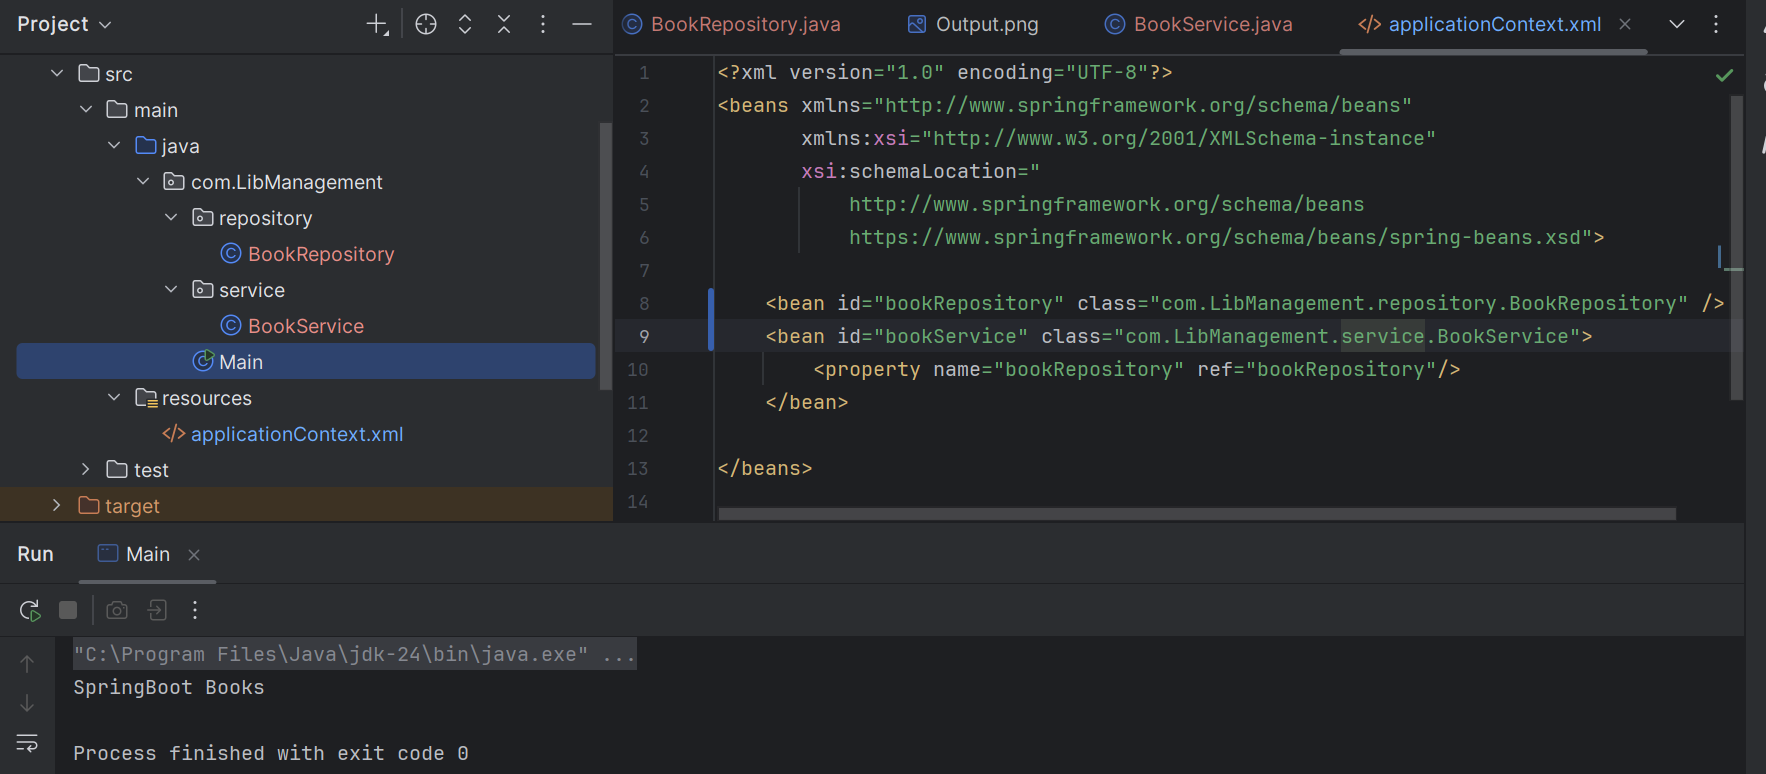 Project
src
main
java
com.LibManagement
repository
BookRepository
service
BookService
Main
resources
applicationContext.xml
test
target
BookRepository.java Output.png BookService.java applicationContext.xml
1 <?xml version="1.0" encoding="UTF-8"?>
2 <beans xmlns="http://www.springframework.org/schema/beans"
3 xmlns:xsi="http://www.w3.org/2001/XMLSchema-instance"
4 xsi:schemaLocation="
5 http://www.springframework.org/schema/beans
6 https://www.springframework.org/schema/beans/spring-beans.xsd">
7
8 <bean id="bookRepository" class="com.LibManagement.repository.BookRepository" />
9 <bean id="bookService" class="com.LibManagement.service.BookService">
10 <property name="bookRepository" ref="bookRepository"/>
11 </bean>
12
13 </beans>
14
Run Main
"C:\Program Files\Java\jdk-24\bin\java.exe" ...
SpringBoot Books
Process finished with exit code 0